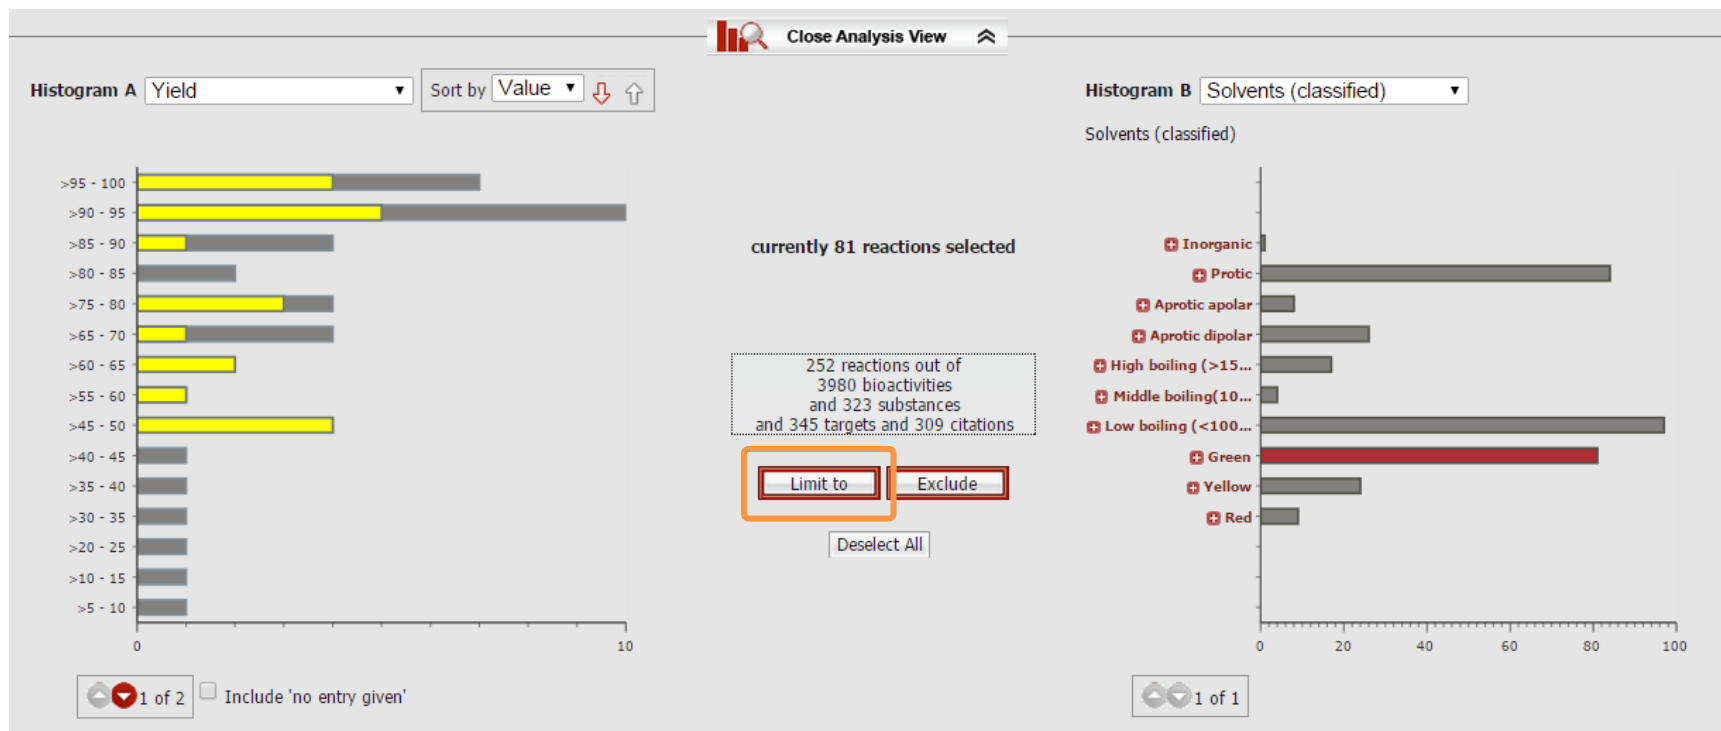 Close Analysis View
Histogram A Yield Sort by Value
Histogram B Solvents (classified)
Solvents (classified)
>95 - 100
>90 - 95
>85 - 90
>80 - 85
>75 - 80
>65 - 70
>60 - 65
>55 - 60
>45 - 50
>40 - 45
>35 - 40
>30 - 35
>20 - 25
>10 - 15
>5 - 10
0 10
1 of 2 Include 'no entry given'
currently 81 reactions selected
252 reactions out of
3980 bioactivities
and 323 substances
and 345 targets and 309 citations
Limit to Exclude
Deselect All
Inorganic
Protic
Aprotic apolar
Aprotic dipolar
High boiling (>15...
Middle boiling(10...
Low boiling (<100...
Green
Yellow
Red
0 20 40 60 80 100
1 of 1